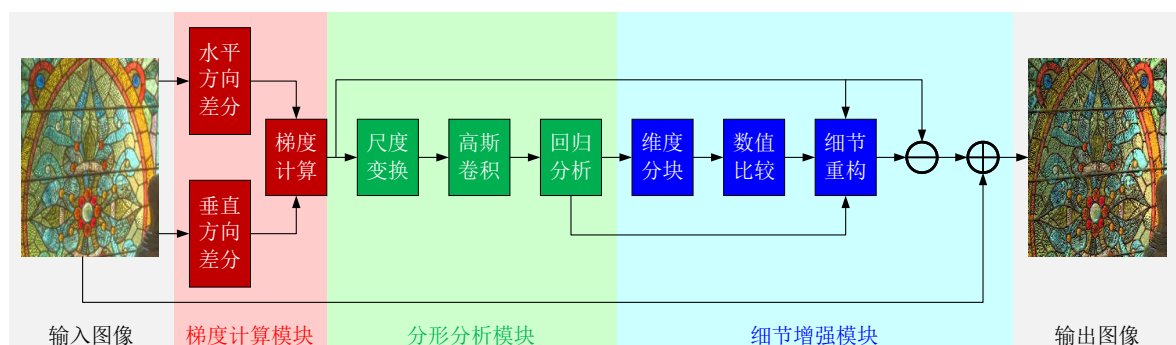 水平
方向
差分
垂直
方向
差分
梯度
计算
尺度
变换
高斯
卷积
回归
分析
维度
分块
数值
比较
细节
重构
输入图像
梯度计算模块
分形分析模块
细节增强模块
输出图像